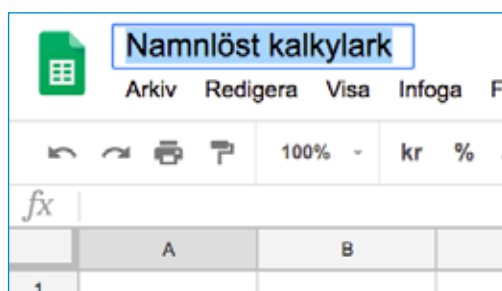 Namnlöst kalkylark
Arkiv Redigera Visa Infoga F
100% kr %
fx
A B
1